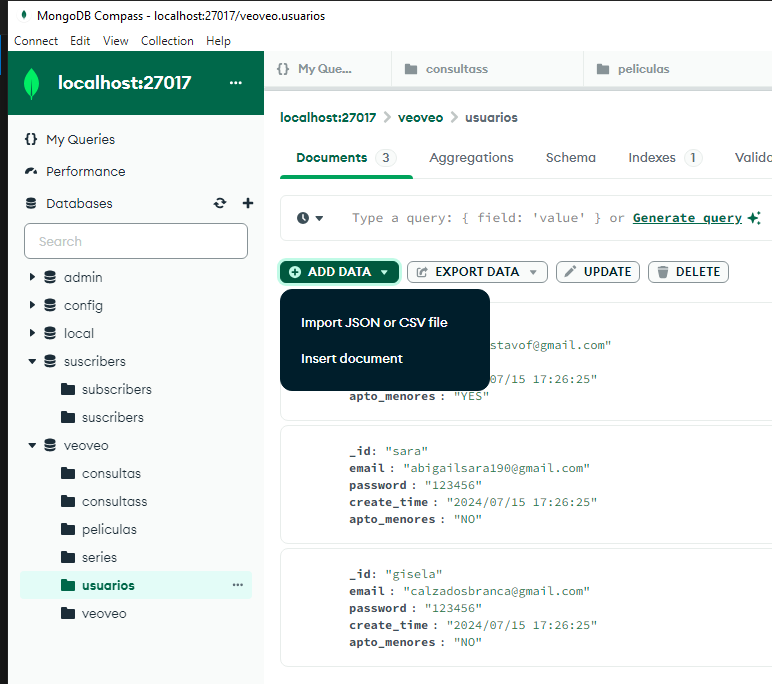 MongoDB Compass - localhost:27017/veoveo.usuarios
Connect Edit View Collection Help
localhost:27017 ...
{} My Queries
Performance
Databases
Search
admin
config
local
suscribers
subscribers
suscribers
veoveo
consultas
consultass
peliculas
series
usuarios ...
veoveo
{} My Que... consultass peliculas
localhost:27017 > veoveo > usuarios
Documents 3 Aggregations Schema Indexes 1 Valida
Type a query: { field: 'value' } or Generate query
ADD DATA EXPORT DATA UPDATE DELETE
Import JSON or CSV file
Insert document
stavof@gmail.com"
07/15 17:26:25"
apto_menores : "YES"
_id: "sara"
email : "abigailsara190@gmail.com"
password : "123456"
create_time : "2024/07/15 17:26:25"
apto_menores : "NO"
_id: "gisela"
email : "calzadosbranca@gmail.com"
password : "123456"
create_time : "2024/07/15 17:26:25"
apto_menores : "NO"